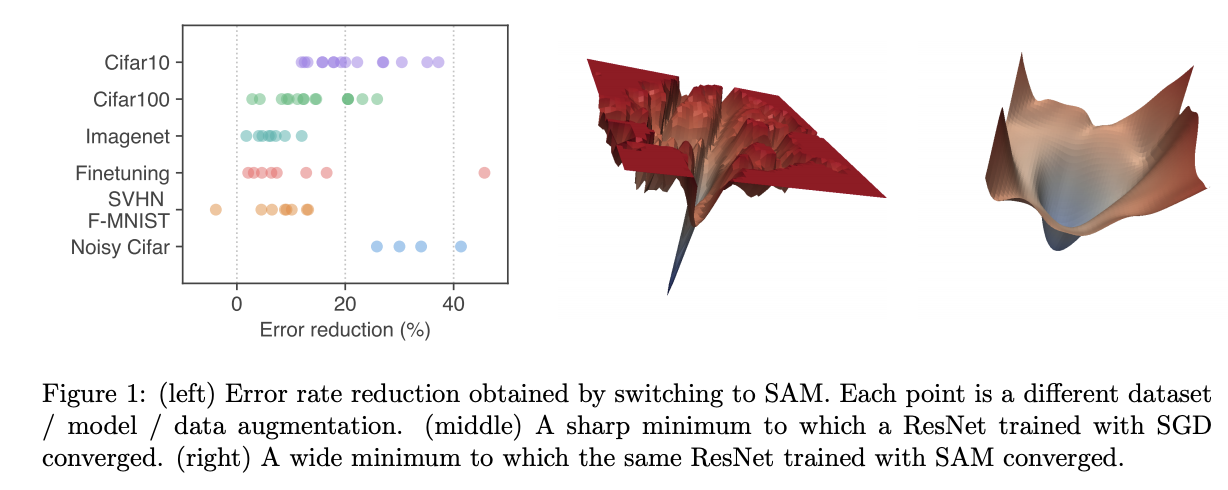 Cifar10
Cifar100
Imagenet
Finetuning
SVHN
F-MNIST
Noisy Cifar
0 20 40
Error reduction (%)
Figure 1: (left) Error rate reduction obtained by switching to SAM. Each point is a different dataset
/ model / data augmentation. (middle) A sharp minimum to which a ResNet trained with SGD
converged. (right) A wide minimum to which the same ResNet trained with SAM converged.